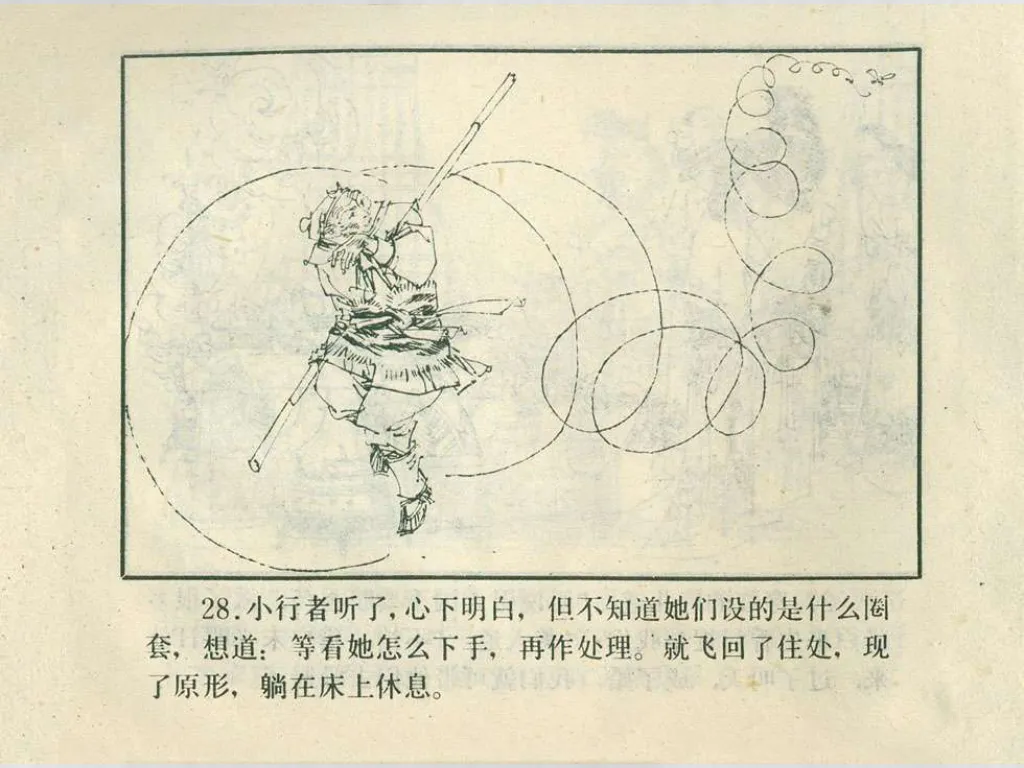 28.小行者听了，心下明白，但不知道她们设的是什么圈
套，想道：等看她怎么下手，再作处理。就飞回了住处，现
了原形，躺在床上休息。